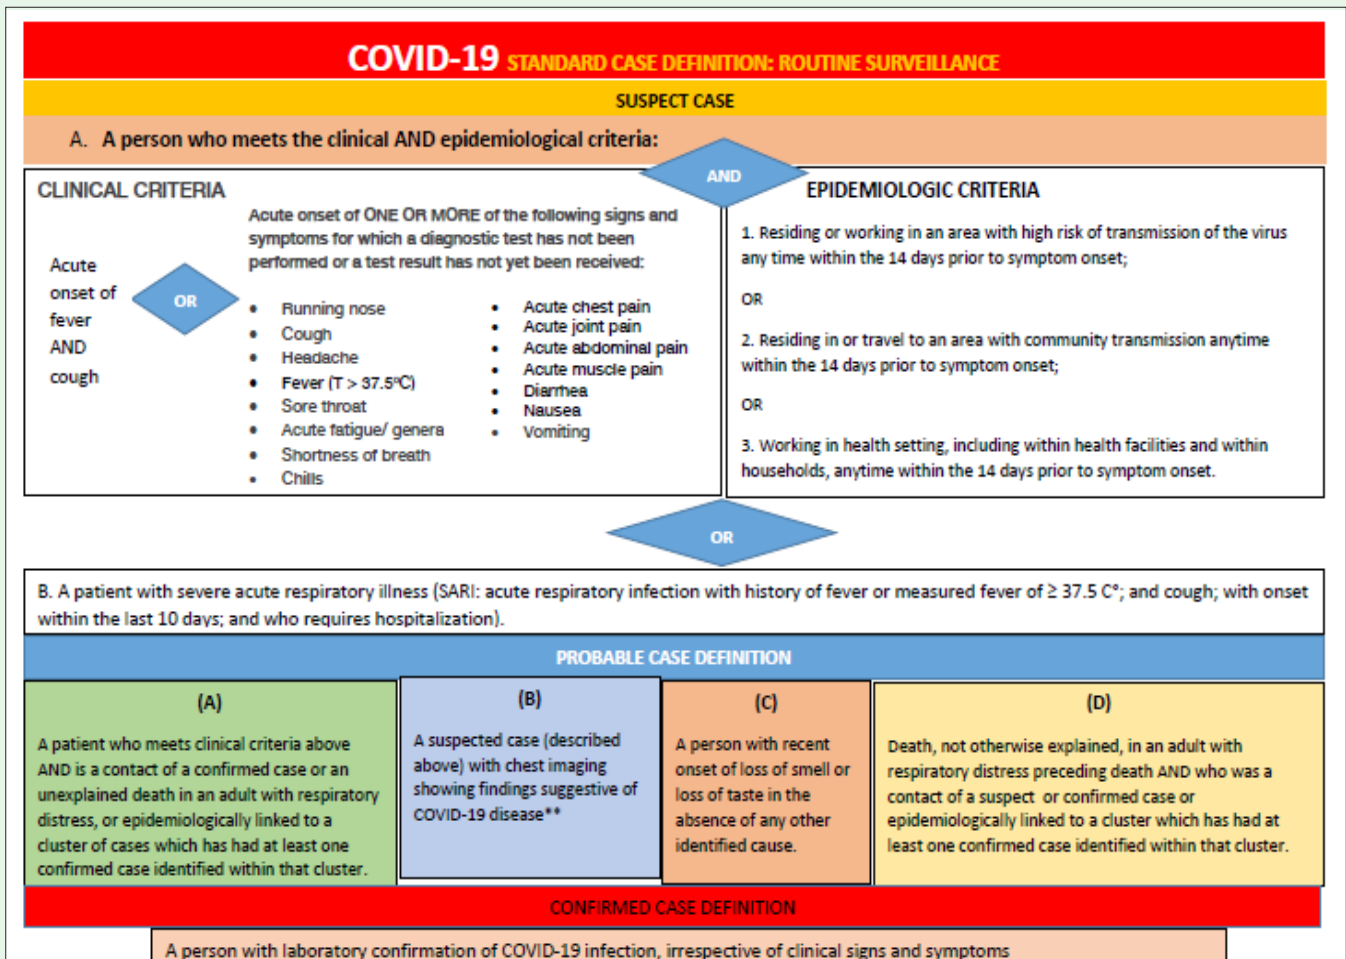 COVID-19 STANDARD CASE DEFINITION: ROUTINE SURVEILLANCE
SUSPECT CASE
A. A person who meets the clinical AND epidemiological criteria:
AND
CLINICAL CRITERIA
Acute onset of ONE OR MORE of the following signs and
symptoms for which a diagnostic test has not been
performed or a test result has not yet been received:
Acute
onset of
fever
AND
cough
OR
• Running nose
• Cough
• Headache
• Fever (T > 37.5ºC)
• Sore throat
• Acute fatigue/ genera
• Shortness of breath
• Chills
• Acute chest pain
• Acute joint pain
• Acute abdominal pain
• Acute muscle pain
• Diarrhea
• Nausea
• Vomiting
EPIDEMIOLOGIC CRITERIA
1. Residing or working in an area with high risk of transmission of the virus
any time within the 14 days prior to symptom onset;
OR
2. Residing in or travel to an area with community transmission anytime
within the 14 days prior to symptom onset;
OR
3. Working in health setting, including within health facilities and within
households, anytime within the 14 days prior to symptom onset.
OR
B. A patient with severe acute respiratory illness (SARI: acute respiratory infection with history of fever or measured fever of ≥ 37.5 C°; and cough; with onset
within the last 10 days; and who requires hospitalization).
PROBABLE CASE DEFINITION
(A)
A patient who meets clinical criteria above
AND is a contact of a confirmed case or an
unexplained death in an adult with respiratory
distress, or epidemiologically linked to a
cluster of cases which has had at least one
confirmed case identified within that cluster.
(B)
A suspected case (described
above) with chest imaging
showing findings suggestive of
COVID-19 disease**
(C)
A person with recent
onset of loss of smell or
loss of taste in the
absence of any other
identified cause.
(D)
Death, not otherwise explained, in an adult with
respiratory distress preceding death AND who was a
contact of a suspect or confirmed case or
epidemiologically linked to a cluster which has had at
least one confirmed case identified within that cluster.
CONFIRMED CASE DEFINITION
A person with laboratory confirmation of COVID-19 infection, irrespective of clinical signs and symptoms